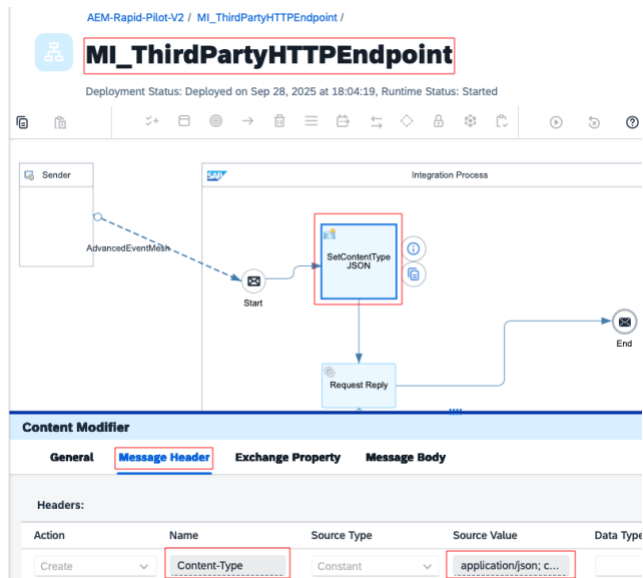 AEM-Rapid-Pilot-V2 / MI_ThirdPartyHTTPEndpoint /
MI_ThirdPartyHTTPEndpoint
Deployment Status: Deployed on Sep 28, 2025 at 18:04:19, Runtime Status: Started
Sender
SAP
Integration Process
AdvancedEventMesh
SetContentType
JSON
Start
End
Request Reply
Content Modifier
General Message Header Exchange Property Message Body
Headers:
Action Name Source Type Source Value Data Type
Create Content-Type Constant application/json; c...